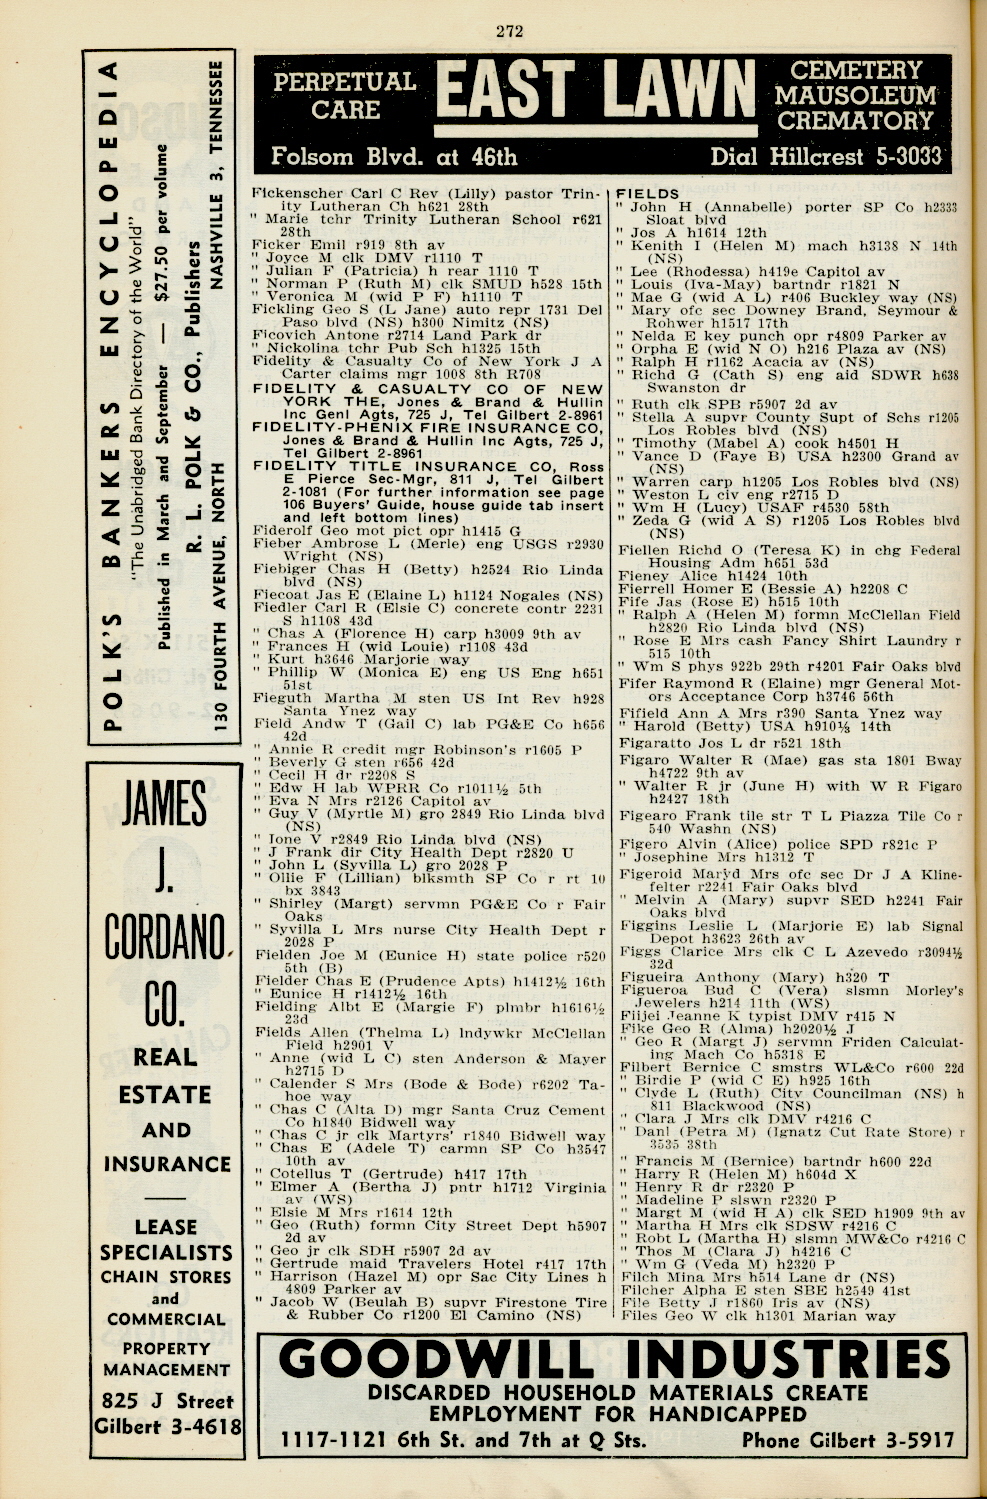 272
POLK'S BANKERS ENCYCLOPEDIA
"The Unabridged Bank Directory of the World"
Published in March and September — $27.50 per volume
R. L. POLK & CO., Publishers
130 FOURTH AVENUE, NORTH NASHVILLE 3, TENNESSEE
JAMES
J.
CORDANO
CO.
REAL
ESTATE
AND
INSURANCE
LEASE
SPECIALISTS
CHAIN STORES
and
COMMERCIAL
PROPERTY
MANAGEMENT
825 J Street
Gilbert 3-4618
PERPETUAL
CARE
EAST LAWN
CEMETERY
MAUSOLEUM
CREMATORY
Folsom Blvd. at 46th
Dial Hillcrest 5-3033
Fickenscher Carl C Rev (Lilly) pastor Trin-
ity Lutheran Ch h621 28th
" Marie tchr Trinity Lutheran School r621
28th
Ficker Emil r919 8th av
" Joyce M clk DMV r1110 T
" Julian F (Patricia) h rear 1110 T
" Norman P (Ruth M) clk SMUD h528 15th
" Veronica M (wid P F) h1110 T
Fickling Geo S (L Jane) auto repr 1731 Del
Paso blvd (NS) h300 Nimitz (NS)
Ficovich Antone r2714 Land Park dr
" Nickolina tchr Pub Sch h1325 15th
Fidelity & Casualty Co of New York J A
Carter claims mgr 1008 8th R708
FIDELITY & CASUALTY CO OF NEW
YORK THE, Jones & Brand & Hullin
Inc Genl Agts, 725 J, Tel Gilbert 2-8961
FIDELITY-PHENIX FIRE INSURANCE CO,
Jones & Brand & Hullin Inc Agts, 725 J,
Tel Gilbert 2-8961
FIDELITY TITLE INSURANCE CO, Ross
E Pierce Sec-Mgr, 811 J, Tel Gilbert
2-1081 (For further information see page
106 Buyers' Guide, house guide tab insert
and left bottom lines)
Fiderolf Geo mot pict opr h1415 G
Fieber Ambrose L (Merle) eng USGS r2930
Wright (NS)
Fiebiger Chas H (Betty) h2524 Rio Linda
blvd (NS)
Fiecoat Jas E (Elaine L) h1124 Nogales (NS)
Fiedler Carl R (Elsie C) concrete contr 2231
S h1108 43d
" Chas A (Florence H) carp h3009 9th av
" Frances H (wid Louie) r1108 43d
" Kurt h3646 Marjorie way
" Phillip W (Monica E) eng US Eng h651
51st
Fieguth Martha M sten US Int Rev h928
Santa Ynez way
Field Andw T (Gail C) lab PG&E Co h656
42d
" Annie R credit mgr Robinson's r1605 P
" Beverly G sten r656 42d
" Cecil H dr r2208 S
" Edw H lab WPRR Co r1011½ 5th
" Eva N Mrs r2126 Capitol av
" Guy V (Myrtle M) gro 2849 Rio Linda blvd
(NS)
" Ione V r2849 Rio Linda blvd (NS)
" J Frank dir City Health Dept r2820 U
" John L (Syvilla L) gro 2028 P
" Ollie F (Lillian) blksmth SP Co r rt 10
bx 3843
" Shirley (Margt) servmn PG&E Co r Fair
Oaks
" Syvilla L Mrs nurse City Health Dept r
2028 P
Fielden Joe M (Eunice H) state police r520
5th (B)
Fielder Chas E (Prudence Apts) h1412½ 16th
" Eunice H r1412½ 16th
Fielding Albt E (Margie F) plmbr h1616½
23d
Fields Allen (Thelma L) lndywkr McClellan
Field h2901 V
" Anne (wid L C) sten Anderson & Mayer
h2715 D
" Calender S Mrs (Bode & Bode) r6202 Ta-
hoe way
" Chas C (Alta D) mgr Santa Cruz Cement
Co h1840 Bidwell way
" Chas C jr clk Martyrs' r1840 Bidwell way
" Chas E (Adele T) carmn SP Co h3547
10th av
" Cotellus T (Gertrude) h417 17th
" Elmer A (Bertha J) pntr h1712 Virginia
av (WS)
" Elsie M Mrs r1614 12th
" Geo (Ruth) formn City Street Dept h5907
2d av
" Geo jr clk SDH r5907 2d av
" Gertrude maid Travelers Hotel r417 17th
" Harrison (Hazel M) opr Sac City Lines h
4809 Parker av
" Jacob W (Beulah B) supvr Firestone Tire
& Rubber Co r1200 El Camino (NS)
FIELDS
" John H (Annabelle) porter SP Co h2333
Sloat blvd
" Jos A h1614 12th
" Kenith I (Helen M) mach h3138 N 14th
(NS)
" Lee (Rhodessa) h419e Capitol av
" Louis (Iva-May) bartndr r1821 N
" Mae G (wid A L) r406 Buckley way (NS)
" Mary ofc sec Downey Brand, Seymour &
Rohwer h1517 17th
" Nelda E key punch opr r4809 Parker av
" Orpha E (wid N O) h216 Plaza av (NS)
" Ralph H r1162 Acacia av (NS)
" Richd G (Cath S) eng aid SDWR h638
Swanston dr
" Ruth clk SPB r5907 2d av
" Stella A supvr County Supt of Schs r1205
Los Robles blvd (NS)
" Timothy (Mabel A) cook h4501 H
" Vance D (Faye B) USA h2300 Grand av
(NS)
" Warren carp h1205 Los Robles blvd (NS)
" Weston L civ eng r2715 D
" Wm H (Lucy) USAF r4530 58th
" Zeda G (wid A S) r1205 Los Robles blvd
(NS)
Fiellen Richd O (Teresa K) in chg Federal
Housing Adm h651 53d
Fieney Alice h1424 10th
Fierrell Homer E (Bessie A) h2208 C
Fife Jas (Rose E) h515 10th
" Ralph A (Helen M) formn McClellan Field
h2820 Rio Linda blvd (NS)
" Rose E Mrs cash Fancy Shirt Laundry r
515 10th
" Wm S phys 922b 29th r4201 Fair Oaks blvd
Fifer Raymond R (Elaine) mgr General Mot-
ors Acceptance Corp h3746 56th
Fifield Ann A Mrs r390 Santa Ynez way
" Harold (Betty) USA h910⅓ 14th
Figaratto Jos L dr r521 18th
Figaro Walter R (Mae) gas sta 1801 Bway
h4722 9th av
" Walter R jr (June H) with W R Figaro
h2427 18th
Figearo Frank tile str T L Piazza Tile Co r
540 Washn (NS)
Figero Alvin (Alice) police SPD r821c P
" Josephine Mrs h1312 T
Figeroid Maryd Mrs ofc sec Dr J A Kline-
felter r2241 Fair Oaks blvd
" Melvin A (Mary) supvr SED h2241 Fair
Oaks blvd
Figgins Leslie L (Marjorie E) lab Signal
Depot h3623 26th av
Figgs Clarice Mrs clk C L Azevedo r3094½
32d
Figueira Anthony (Mary) h320 T
Figueroa Bud C (Vera) slsmn Morley's
Jewelers h214 11th (WS)
Fiijei Jeanne K typist DMV r415 N
Fike Geo R (Alma) h2020½ J
" Geo R (Margt J) servmn Friden Calculat-
ing Mach Co h5318 E
Filbert Bernice C smstrs WL&Co r600 22d
" Birdie P (wid C E) h925 16th
" Clyde L (Ruth) City Councilman (NS) h
811 Blackwood (NS)
" Clara J Mrs clk DMV r4216 C
" Danl (Petra M) (Ignatz Cut Rate Store) r
3535 38th
" Francis M (Bernice) bartndr h600 22d
" Harry R (Helen M) h604d X
" Henry R dr r2320 P
" Madeline P slswn r2320 P
" Margt M (wid H A) clk SED h1909 9th av
" Martha H Mrs clk SDSW r4216 C
" Robt L (Martha H) slsmn MW&Co r4216 C
" Thos M (Clara J) h4216 C
" Wm G (Veda M) h2320 P
Filch Mina Mrs h514 Lane dr (NS)
Filcher Alpha E sten SBE h2549 41st
File Betty J r1860 Iris av (NS)
Files Geo W clk h1301 Marian way
GOODWILL INDUSTRIES
DISCARDED HOUSEHOLD MATERIALS CREATE
EMPLOYMENT FOR HANDICAPPED
1117-1121 6th St. and 7th at Q Sts.
Phone Gilbert 3-5917